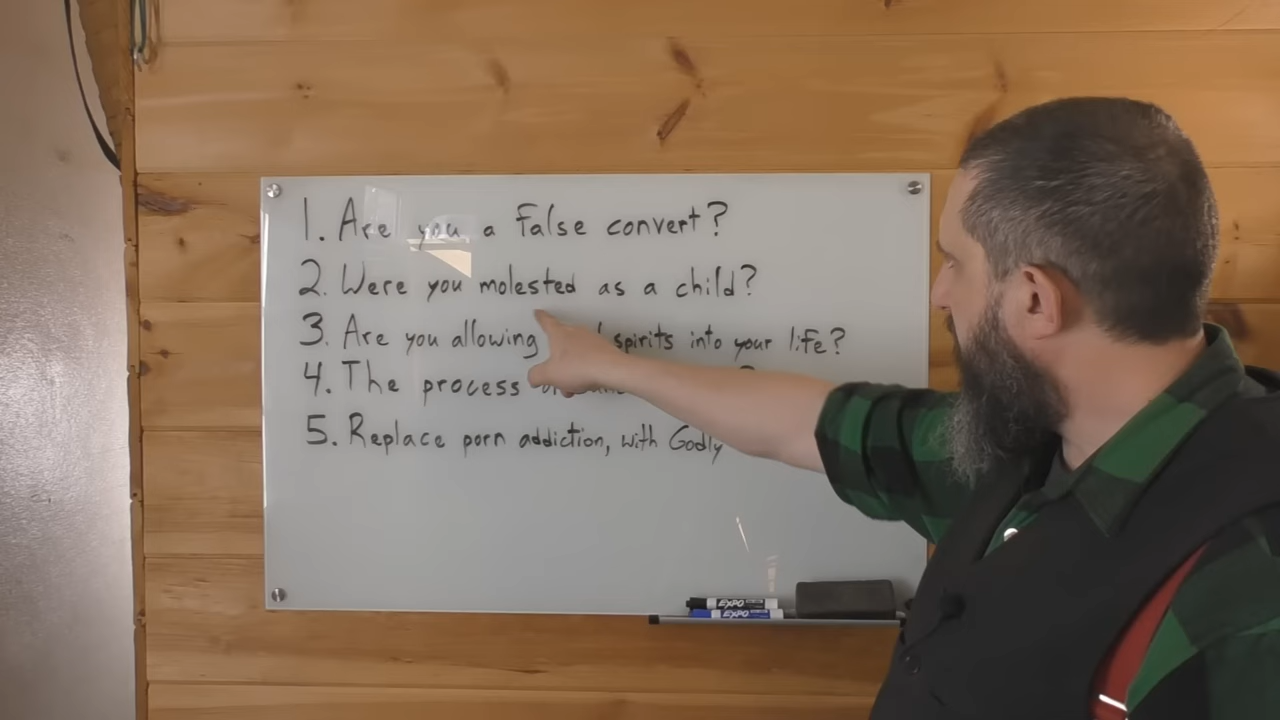 1. Are you a False convert?
2. Were you molested as a child?
3. Are you allowing spirits into your life?
4. The process
5. Replace porn addiction, with Godly
EXPO
EXPO